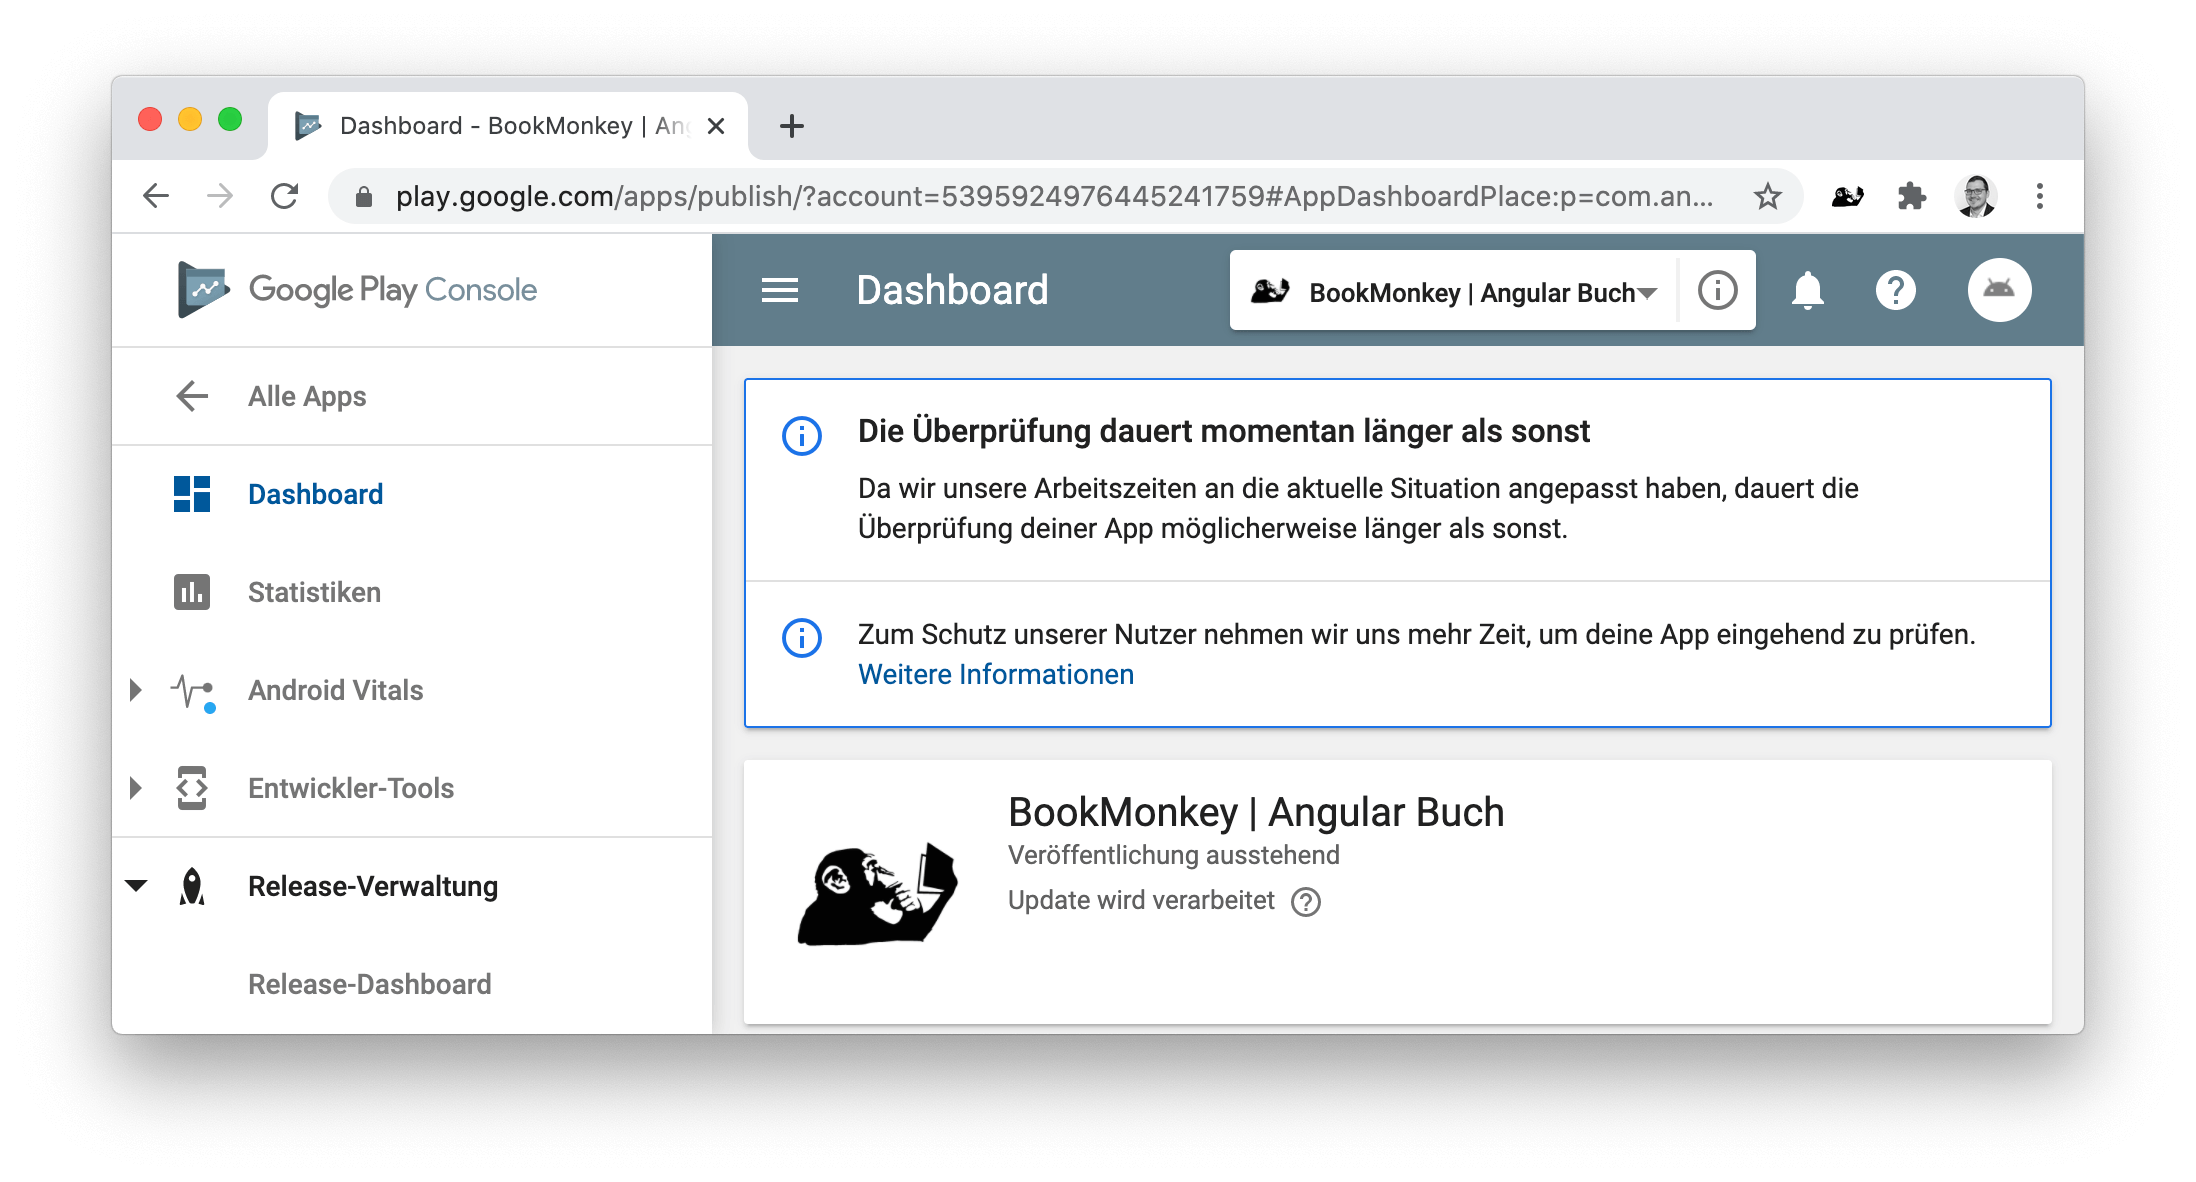 Dashboard - BookMonkey | An
play.google.com/apps/publish/?account=5395924976445241759#AppDashboardPlace:p=com.an...
Google Play Console
Dashboard
BookMonkey | Angular Buch
Alle Apps
Dashboard
Statistiken
Android Vitals
Entwickler-Tools
Release-Verwaltung
Release-Dashboard
Die Überprüfung dauert momentan länger als sonst
Da wir unsere Arbeitszeiten an die aktuelle Situation angepasst haben, dauert die
Überprüfung deiner App möglicherweise länger als sonst.
Zum Schutz unserer Nutzer nehmen wir uns mehr Zeit, um deine App eingehend zu prüfen.
Weitere Informationen
BookMonkey | Angular Buch
Veröffentlichung ausstehend
Update wird verarbeitet